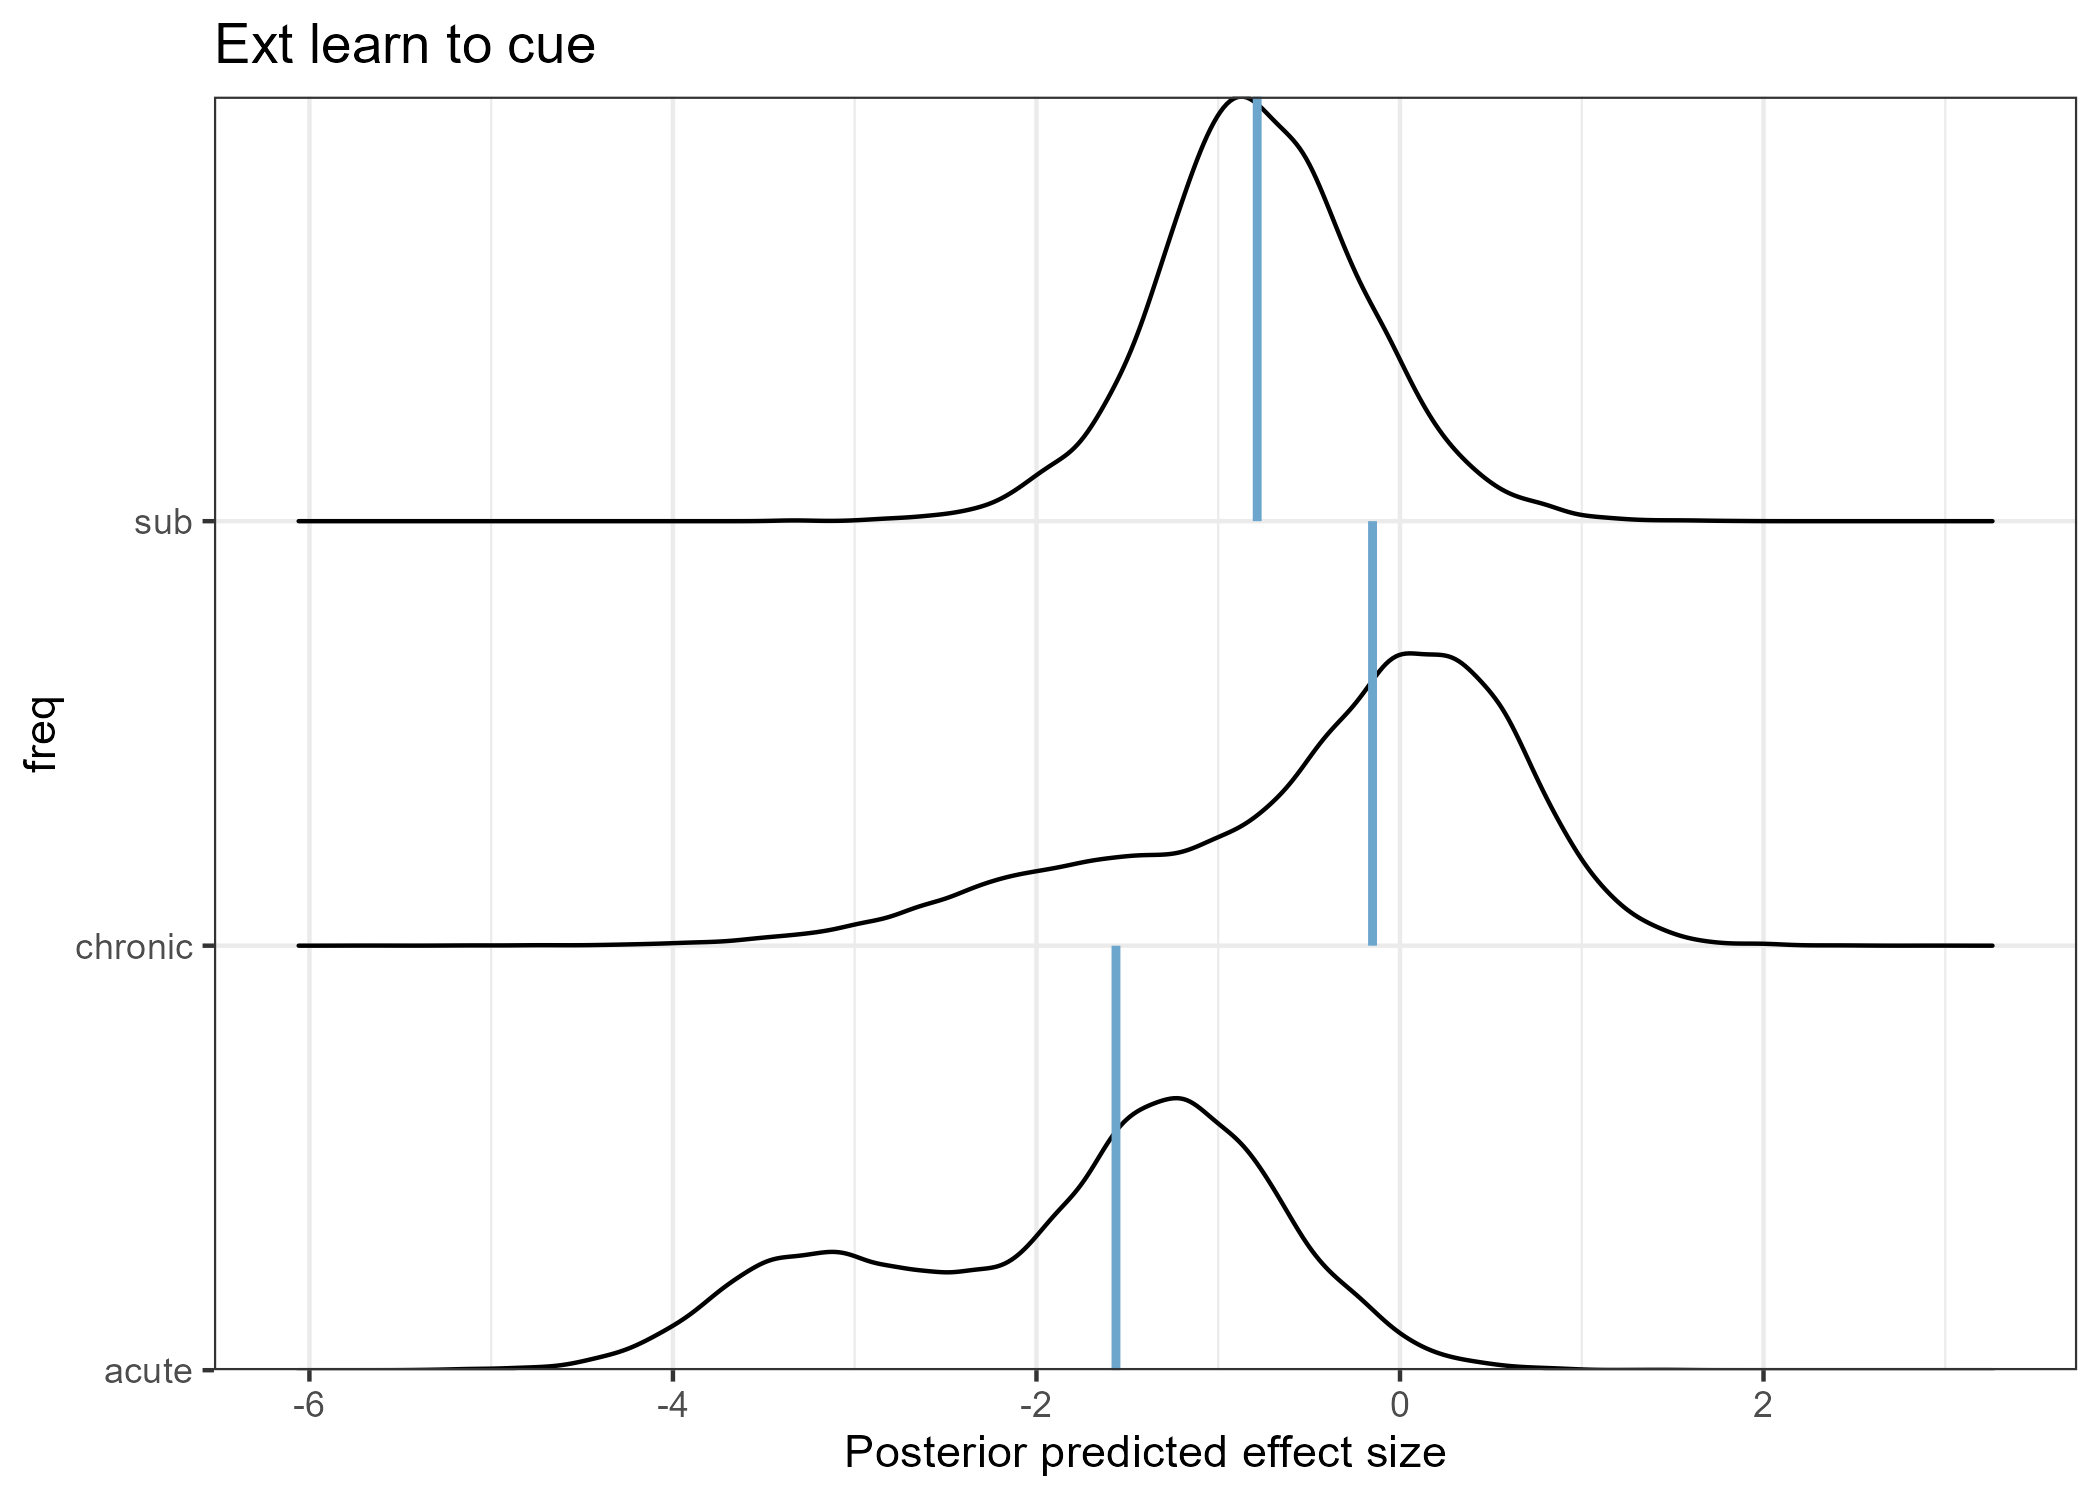 Ext learn to cue
freq
sub
chronic
acute
-6
-4
-2
0
2
Posterior predicted effect size